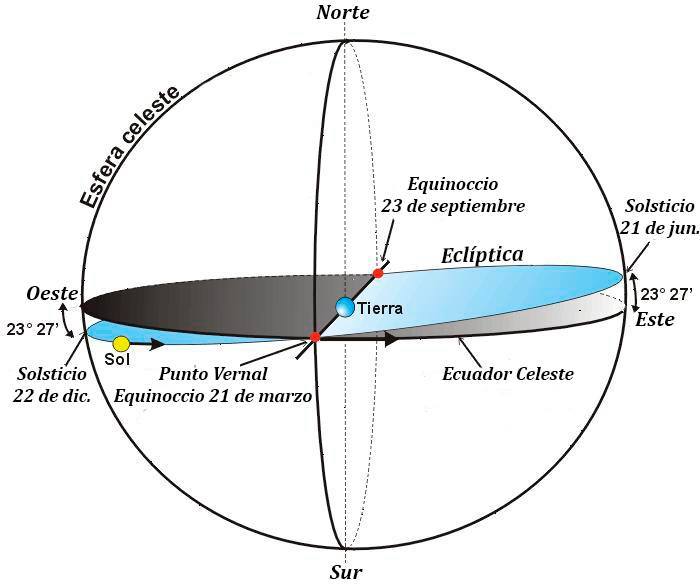 Norte
Esfera celeste
Equinoccio
23 de septiembre
Solsticio
21 de jun.
Eclíptica
Oeste
23° 27'
Tierra
23° 27'
Este
Sol
Solsticio
22 de dic.
Punto Vernal
Equinoccio 21 de marzo
Ecuador Celeste
Sur